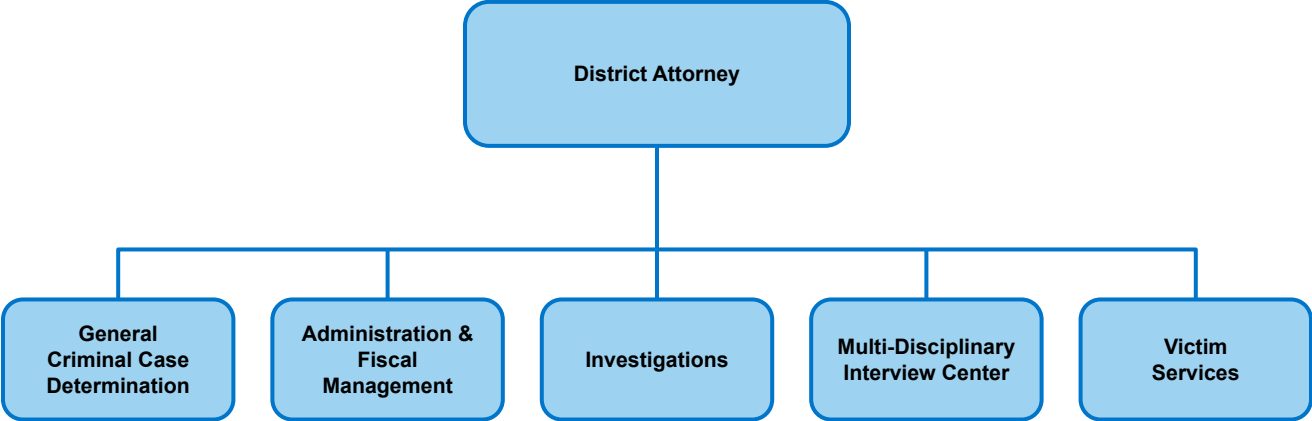 District Attorney
General
Criminal Case
Determination
Administration &
Fiscal
Management
Investigations
Multi-Disciplinary
Interview Center
Victim
Services